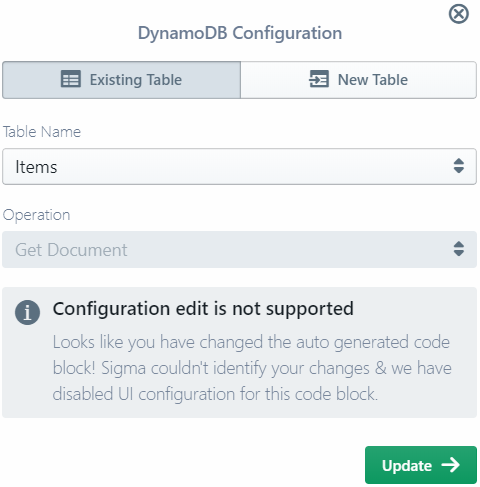 DynamoDB Configuration
Existing Table
New Table
Table Name
Items
Operation
Get Document
Configuration edit is not supported
Looks like you have changed the auto generated code
block! Sigma couldn't identify your changes & we have
disabled UI configuration for this code block.
Update